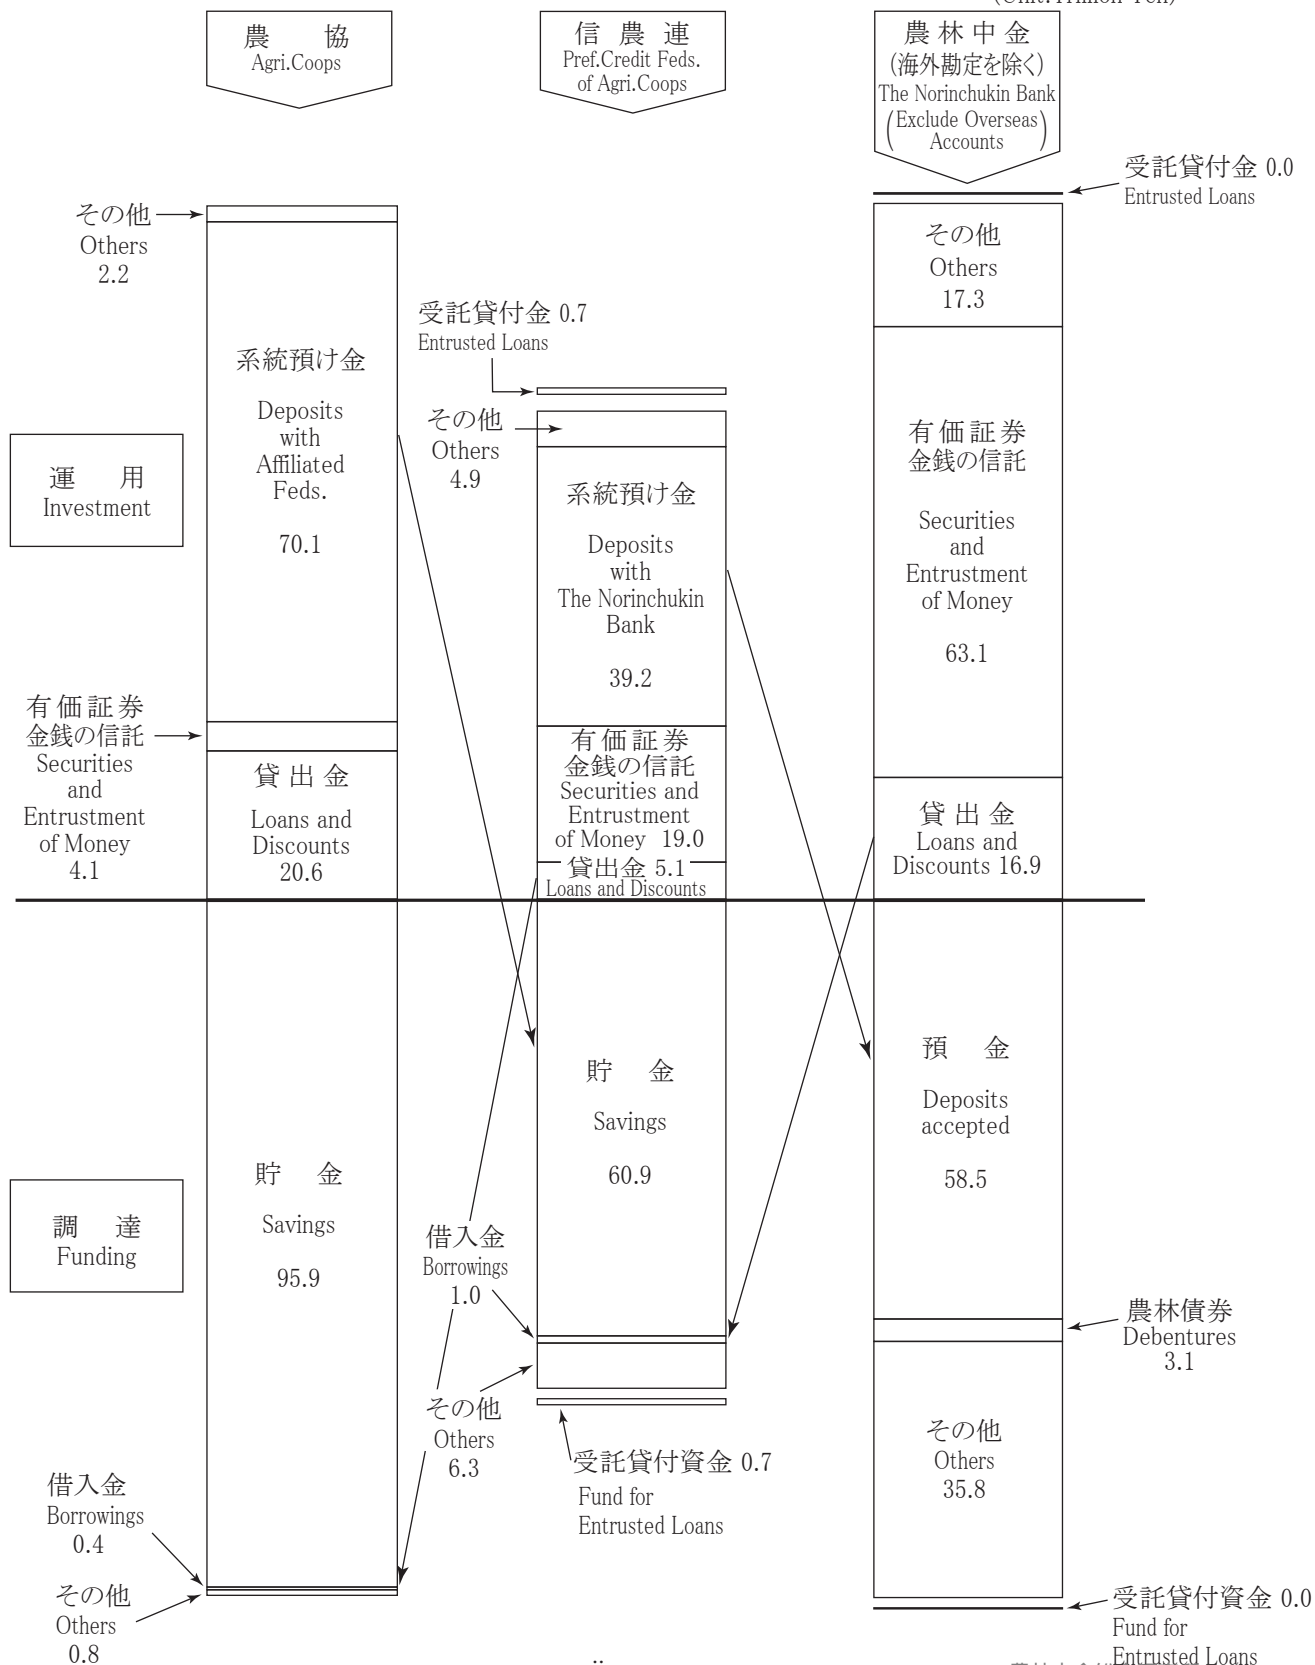 (Unit:Trillion Yen)
農　協
Agri.Coops
信 農 連
Pref.Credit Feds.
of Agri.Coops
農 林 中 金
(海外勘定を除く)
The Norinchukin Bank
(Exclude Overseas
Accounts)
受託貸付金 0.0
Entrusted Loans
その他
Others
2.2
系統預け金
Deposits
with
Affiliated
Feds.
70.1
有価証券
金銭の信託
Securities
and
Entrustment
of Money
4.1
貸 出 金
Loans and
Discounts
20.6
運　用
Investment
受託貸付金 0.7
Entrusted Loans
その他
Others
4.9
系統預け金
Deposits
with
The Norinchukin
Bank
39.2
有価証券
金銭の信託
Securities and
Entrustment
of Money 19.0
貸出金 5.1
Loans and Discounts
その他
Others
17.3
有価証券
金銭の信託
Securities
and
Entrustment
of Money
63.1
貸 出 金
Loans and
Discounts 16.9
調　達
Funding
貯　金
Savings
95.9
借入金
Borrowings
0.4
その他
Others
0.8
貯　金
Savings
60.9
借入金
Borrowings
1.0
その他
Others
6.3
受託貸付資金 0.7
Fund for
Entrusted Loans
預　金
Deposits
accepted
58.5
農林債券
Debentures
3.1
その他
Others
35.8
受託貸付資金 0.0
Fund for
Entrusted Loans